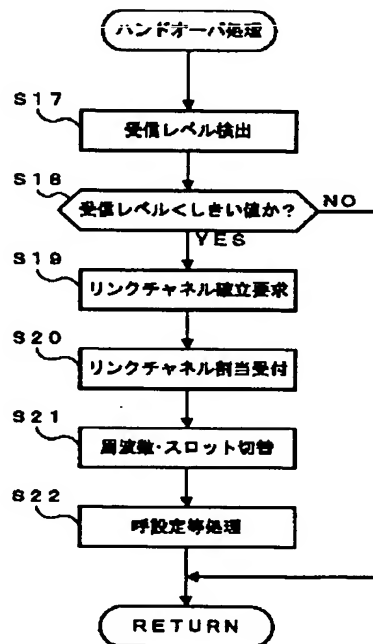 ハンドオーバ処理
S17
受信レベル検出
S18
受信レベル<しきい値か?
NO
YES
S19
リンクチャネル確立要求
S20
リンクチャネル割当受付
S21
周波数・スロット切替
S22
呼設定等処理
RETURN